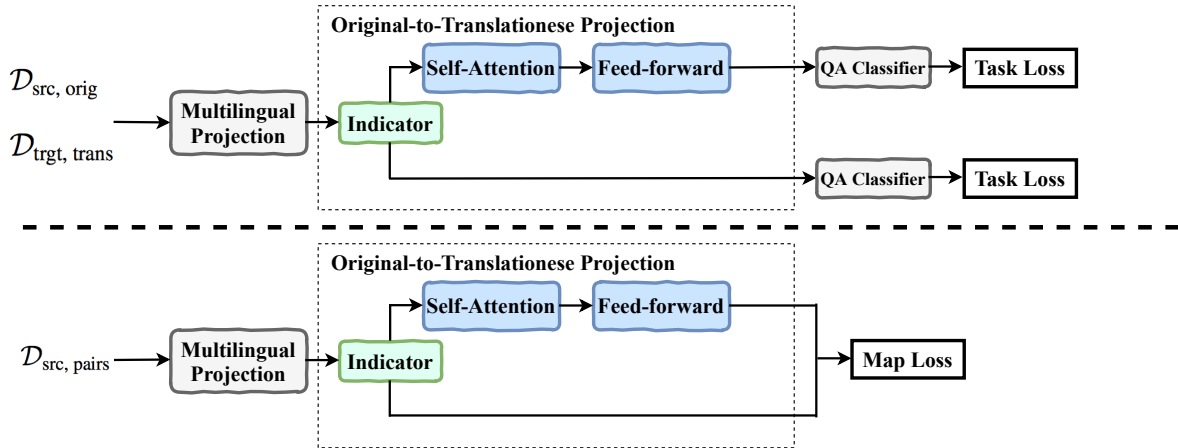 Original-to-Translationese Projection
Self-Attention
Feed-forward
QA Classifier
Task Loss
𝒟src, orig
Multilingual
Projection
Indicator
𝒟trgt, trans
QA Classifier
Task Loss
Original-to-Translationese Projection
Self-Attention
Feed-forward
𝒟src, pairs
Multilingual
Projection
Indicator
Map Loss